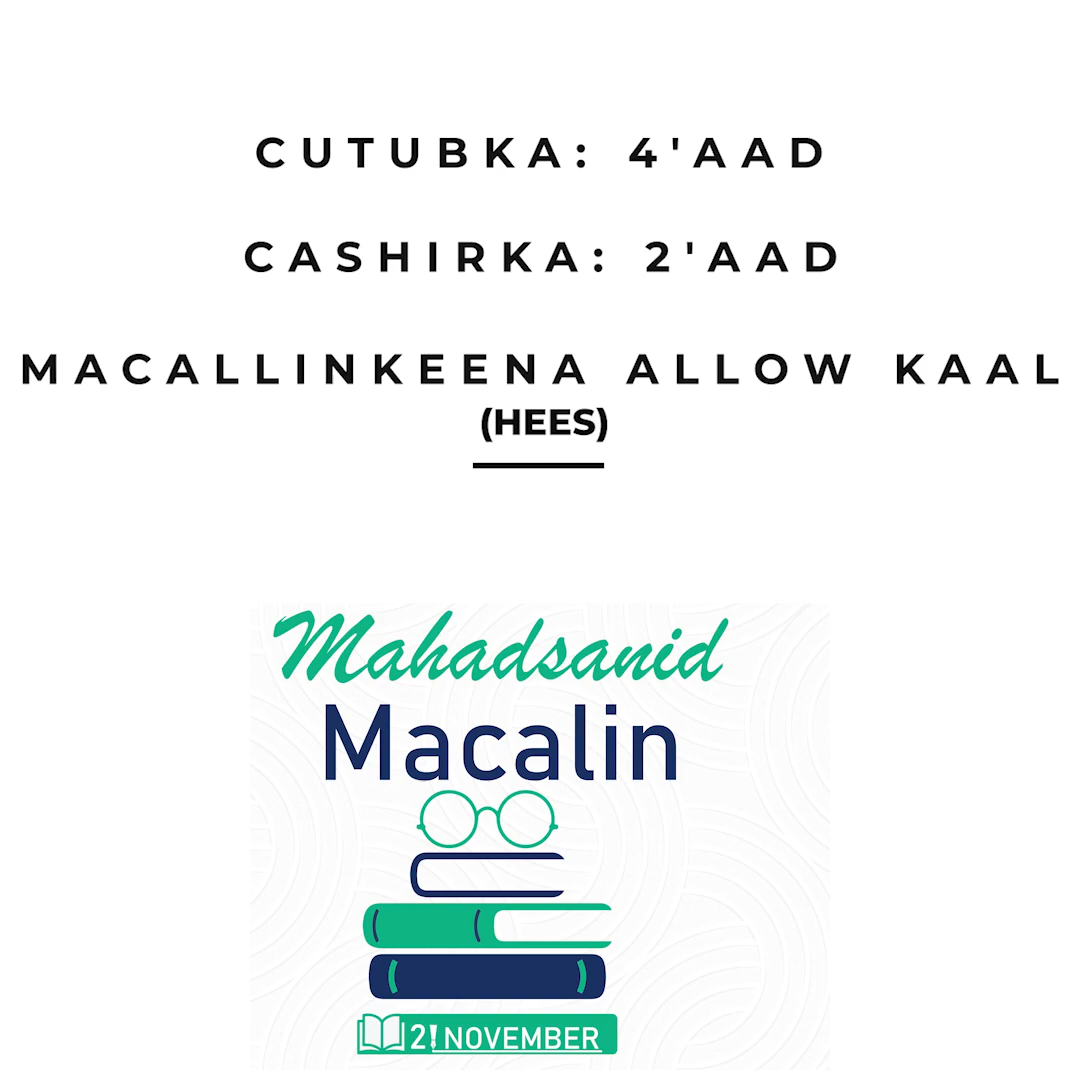 CUTUBKA: 4'AAD
CASHIRKA: 2'AAD
MACALLINKEENA ALLOW KAAL
(HEES)
Mahadsanid
Macalin
21 NOVEMBER